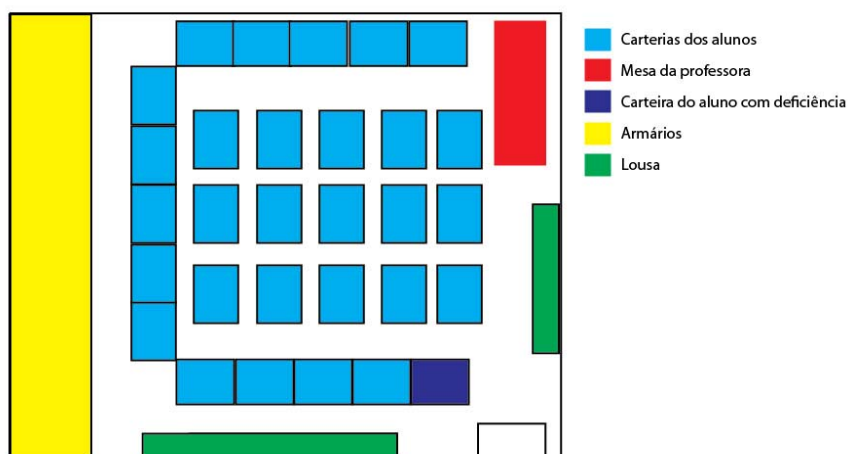 Carterias dos alunos
Mesa da professora
Carteira do aluno com deficiência
Armários
Lousa